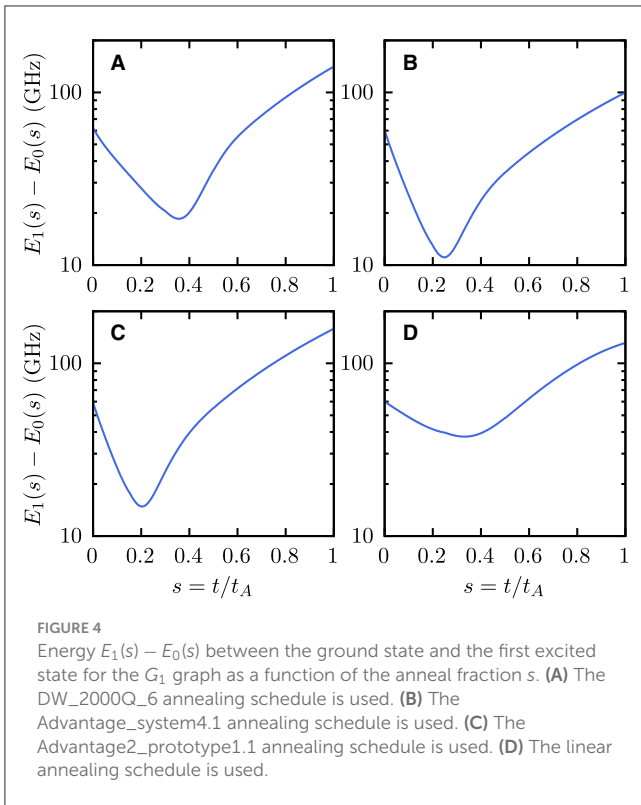 A
B
E₁(s) − E₀(s) (GHz)
100
10
0 0.2 0.4 0.6 0.8 1
100
10
0 0.2 0.4 0.6 0.8 1
C
D
E₁(s) − E₀(s) (GHz)
100
10
0 0.2 0.4 0.6 0.8 1
s = t/t_A
100
10
0 0.2 0.4 0.6 0.8 1
s = t/t_A
FIGURE 4
Energy E₁(s) − E₀(s) between the ground state and the first excited
state for the G₁ graph as a function of the anneal fraction s. (A) The
DW_2000Q_6 annealing schedule is used. (B) The
Advantage_system4.1 annealing schedule is used. (C) The
Advantage2_prototype1.1 annealing schedule is used. (D) The linear
annealing schedule is used.